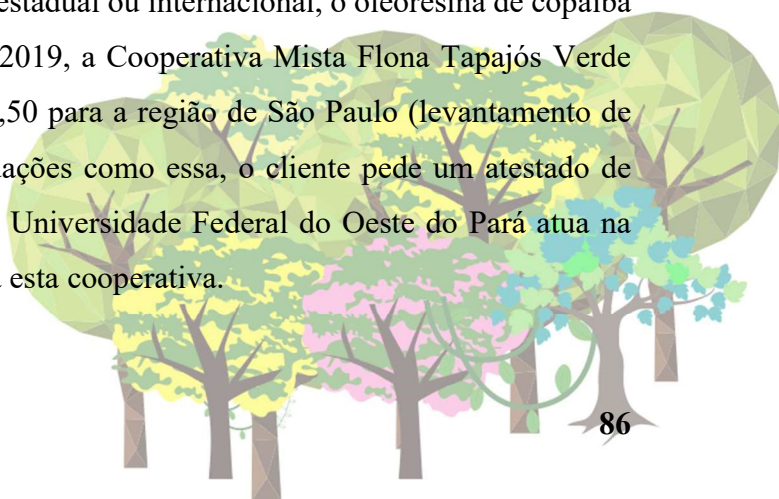 estadual ou internacional, o oleoresina de copaíba
2019, a Cooperativa Mista Flona Tapajós Verde
,50 para a região de São Paulo (levantamento de
ações como essa, o cliente pede um atestado de
Universidade Federal do Oeste do Pará atua na
esta cooperativa.
86